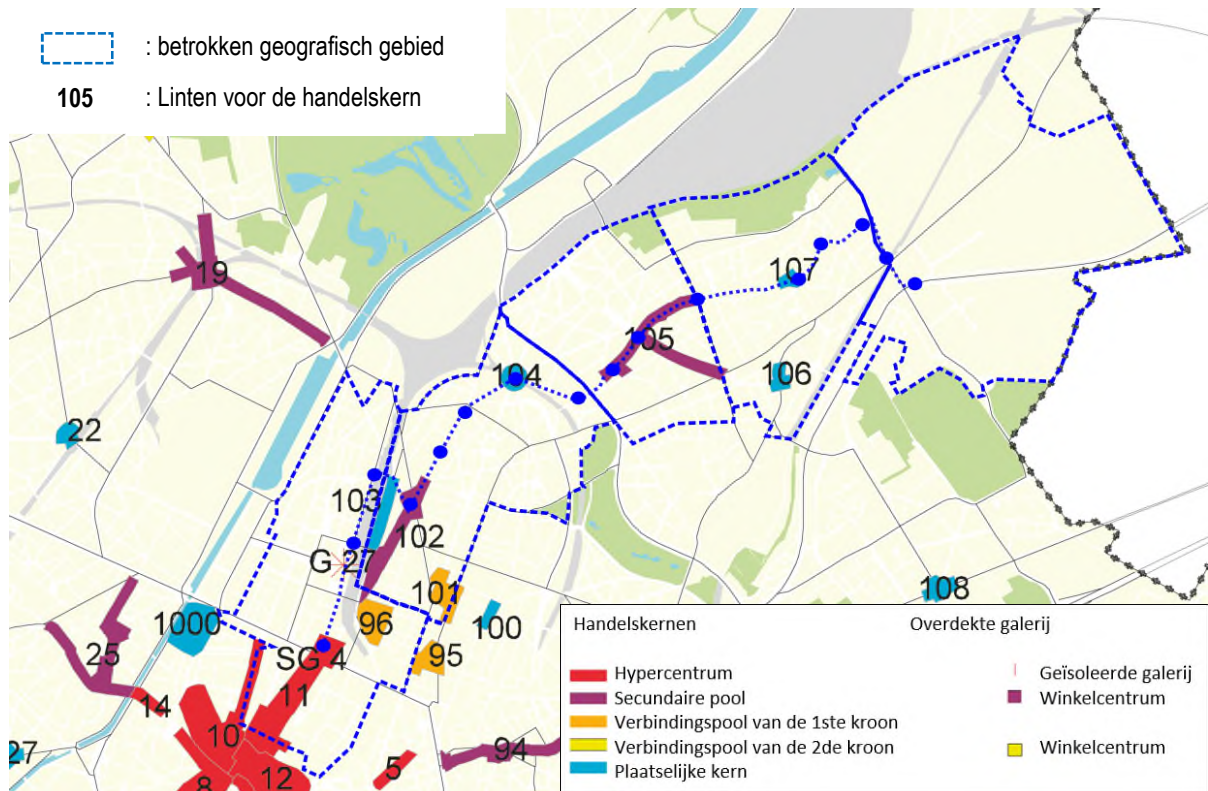 : betrokken geografisch gebied
105 : Linten voor de handelskern
19
107
105
106
104
22
103
102
G 27
101
108
1000
96
100
95
25
SG 4
11
14
10
27
94
5
12
8
Handelskernen
Overdekte galerij
Hypercentrum
Geïsoleerde galerij
Secundaire pool
Winkelcentrum
Verbindingspool van de 1ste kroon
Verbindingspool van de 2de kroon
Winkelcentrum
Plaatselijke kern